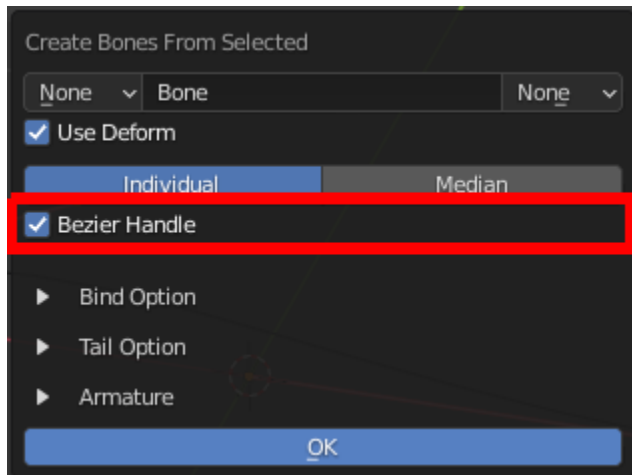 Create Bones From Selected
None Bone None
Use Deform
Individual Median
Bezier Handle
Bind Option
Tail Option
Armature
OK